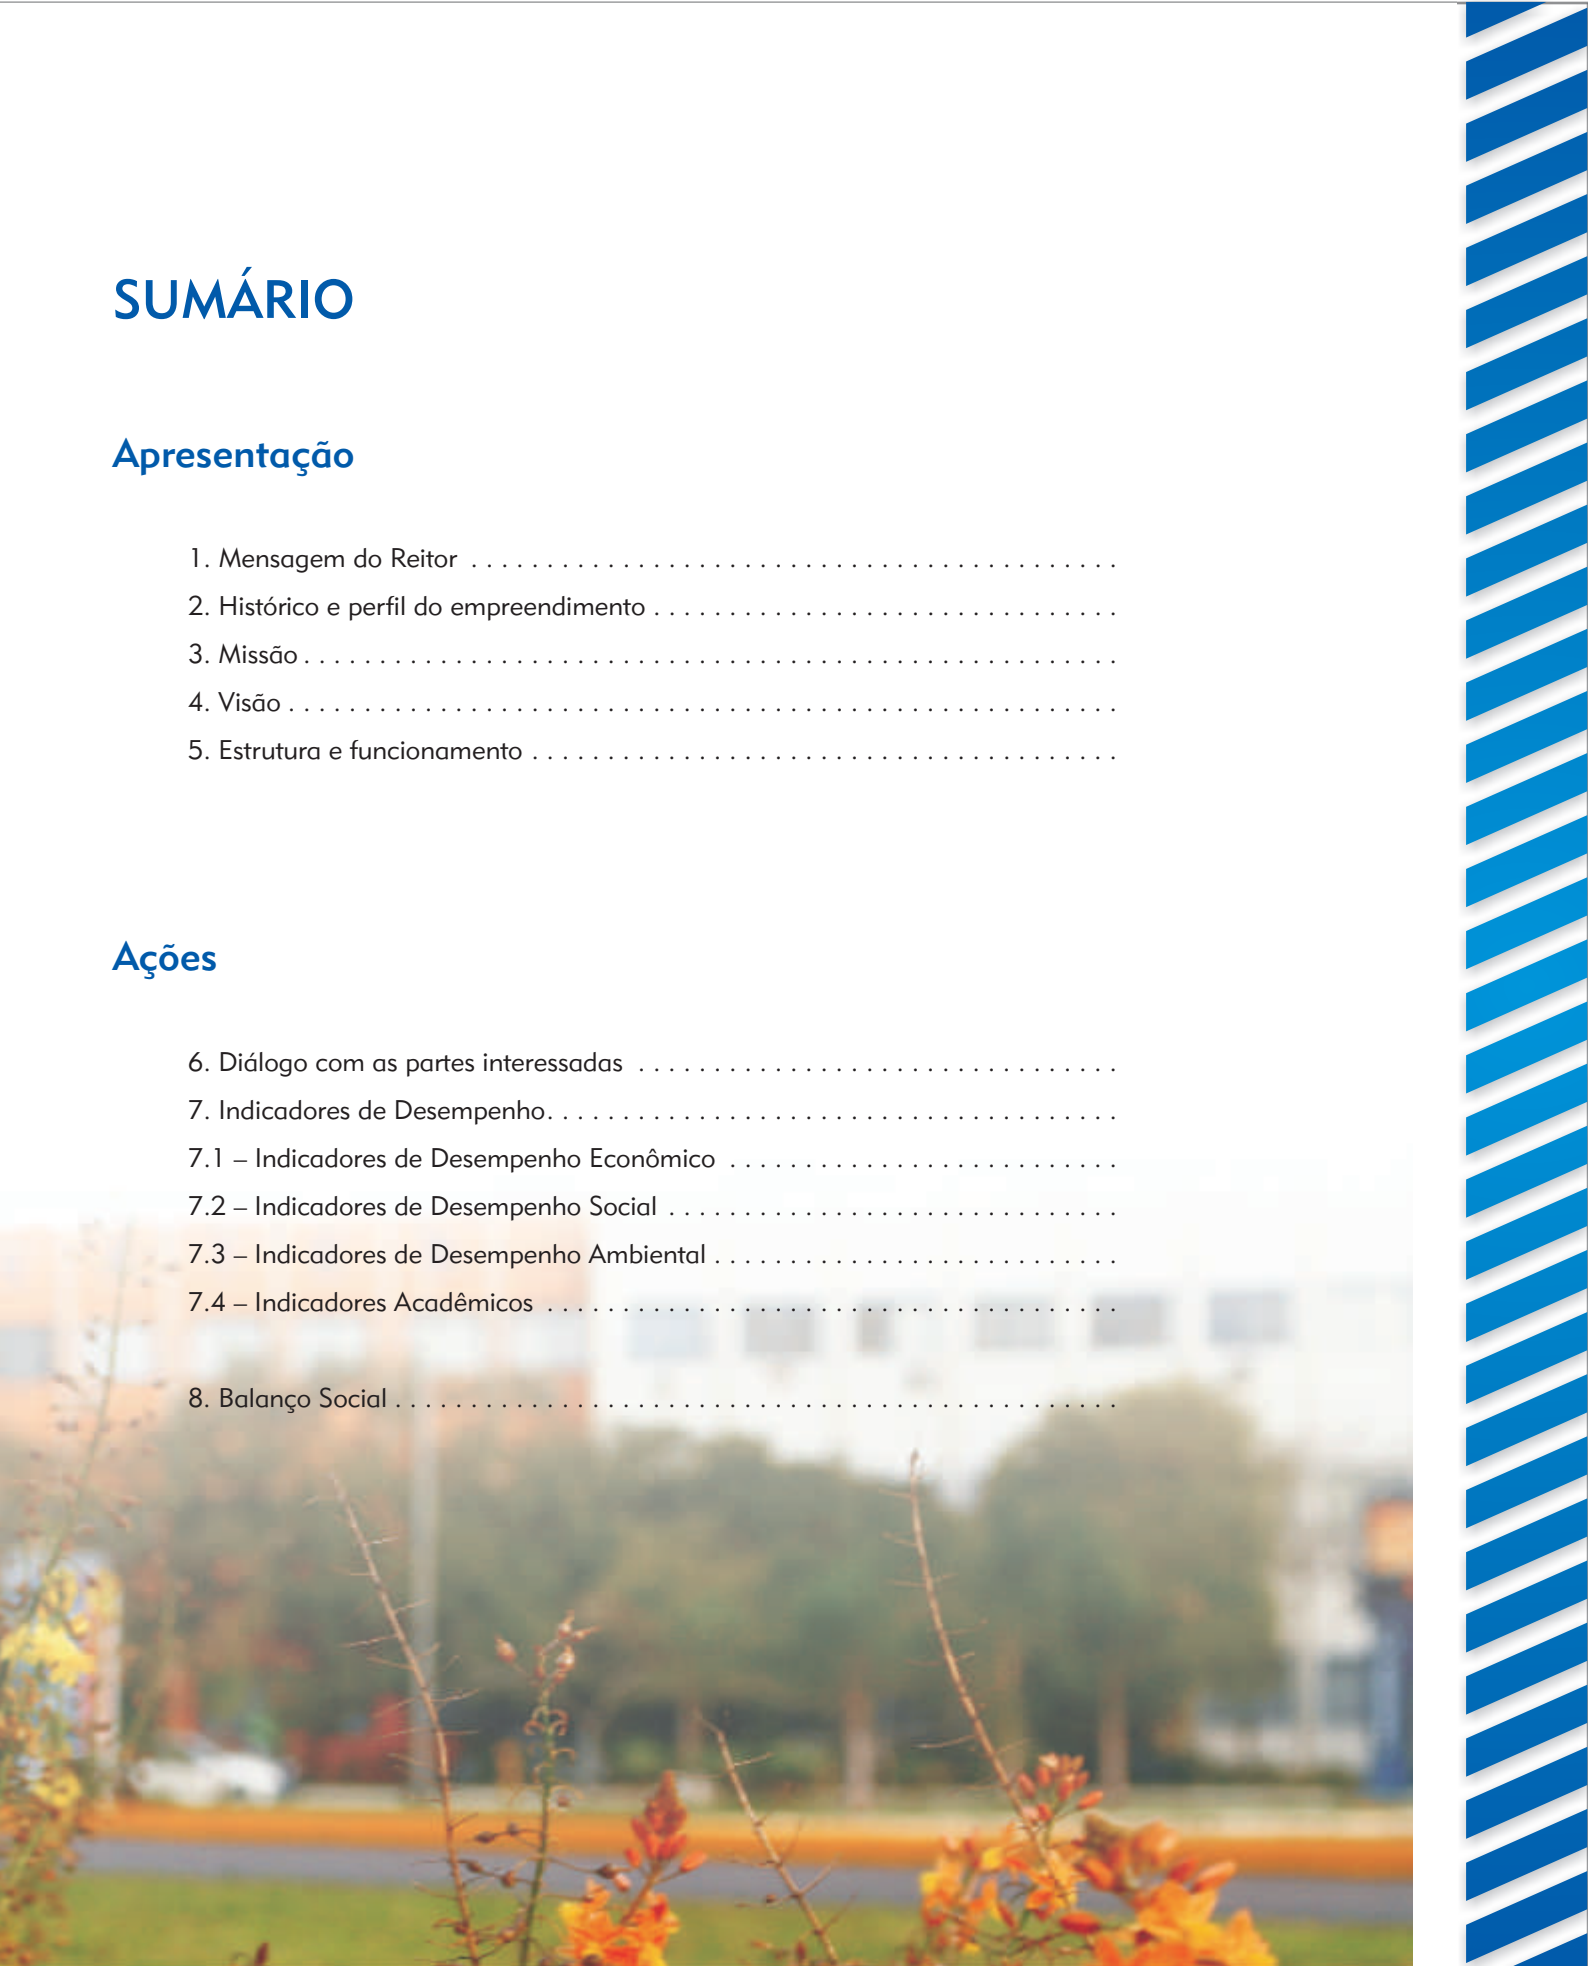 SUMÁRIO
Apresentação
1. Mensagem do Reitor . . . . . . . . . . . . . . . . . . . . . . . . . . . . . . . . . . . . . . . . . . .
2. Histórico e perfil do empreendimento . . . . . . . . . . . . . . . . . . . . . . . . . . . . . . .
3. Missão . . . . . . . . . . . . . . . . . . . . . . . . . . . . . . . . . . . . . . . . . . . . . . . . . . . . . .
4. Visão . . . . . . . . . . . . . . . . . . . . . . . . . . . . . . . . . . . . . . . . . . . . . . . . . . . . . . .
5. Estrutura e funcionamento . . . . . . . . . . . . . . . . . . . . . . . . . . . . . . . . . . . . . . .
Ações
6. Diálogo com as partes interessadas . . . . . . . . . . . . . . . . . . . . . . . . . . . . . . . .
7. Indicadores de Desempenho. . . . . . . . . . . . . . . . . . . . . . . . . . . . . . . . . . . . . .
7.1 – Indicadores de Desempenho Econômico . . . . . . . . . . . . . . . . . . . . . . . . . .
7.2 – Indicadores de Desempenho Social . . . . . . . . . . . . . . . . . . . . . . . . . . . . . .
7.3 – Indicadores de Desempenho Ambiental . . . . . . . . . . . . . . . . . . . . . . . . . . .
7.4 – Indicadores Acadêmicos . . . . . . . . . . . . . . . . . . . . . . . . . . . . . . . . . . . . . .
8. Balanço Social . . . . . . . . . . . . . . . . . . . . . . . . . . . . . . . . . . . . . . . . . . . . . . . .